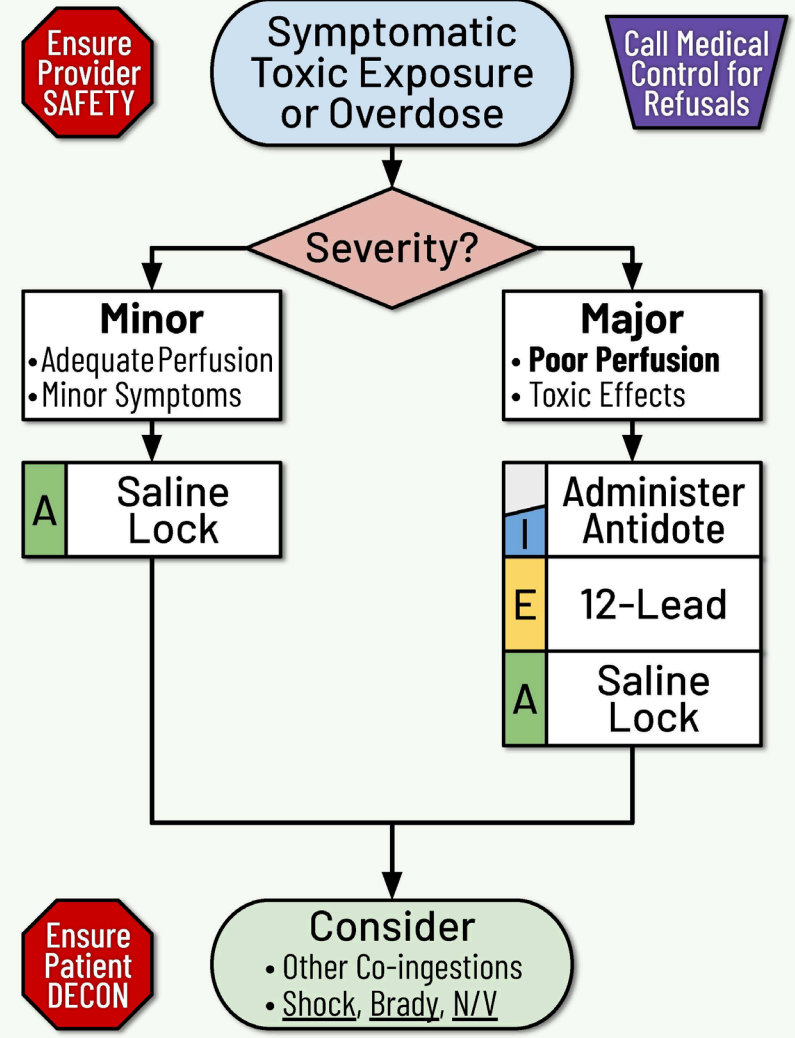 Ensure
Provider
SAFETY
Symptomatic
Toxic Exposure
or Overdose
Call Medical
Control for
Refusals
Severity?
Minor
• Adequate Perfusion
• Minor Symptoms
Major
• Poor Perfusion
• Toxic Effects
A
Saline
Lock
I
Administer
Antidote
E
12-Lead
A
Saline
Lock
Ensure
Patient
DECON
Consider
• Other Co-ingestions
• Shock, Brady, N/V